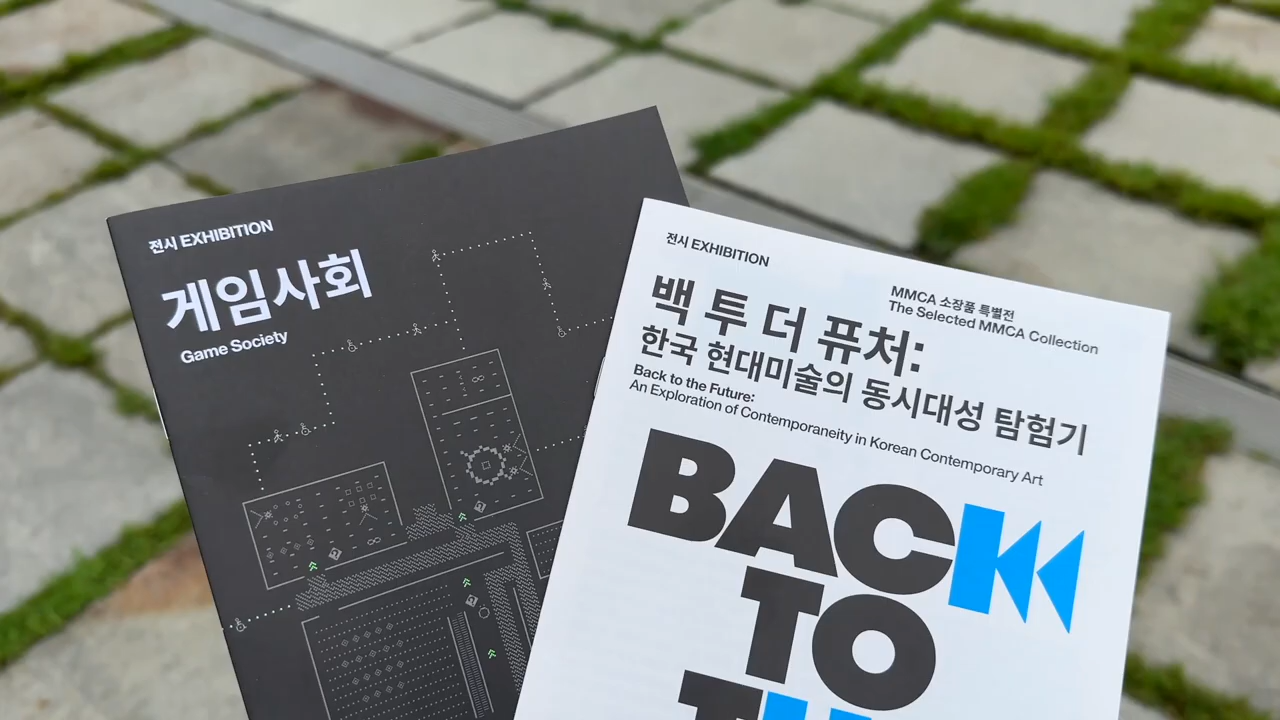 전시 EXHIBITION
게임사회
Game Society
전시 EXHIBITION
MMCA 소장품 특별전
The Selected MMCA Collection
백 투 더 퓨처:
한국 현대미술의 동시대성 탐험기
Back to the Future:
An Exploration of Contemporaneity in Korean Contemporary Art
BACK
TO